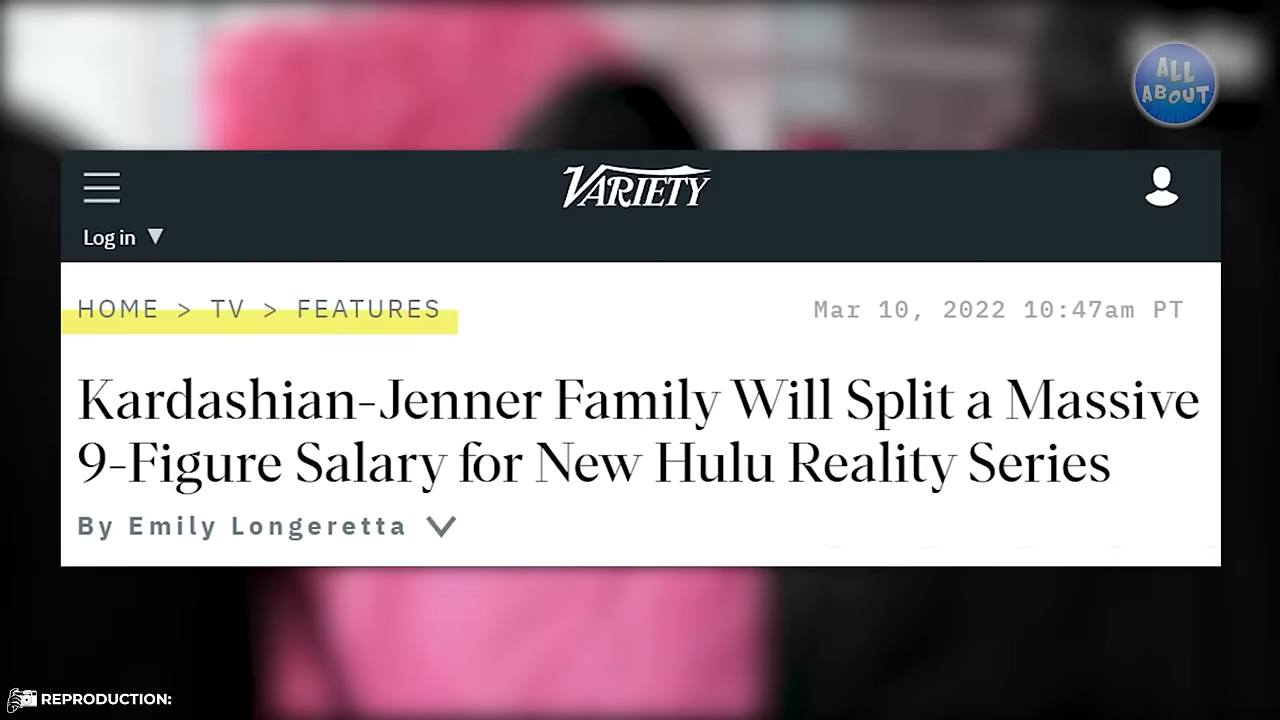 ALL
ABOUT
VARIETY
Log in
HOME > TV > FEATURES
Mar 10, 2022 10:47am PT
Kardashian-Jenner Family Will Split a Massive
9-Figure Salary for New Hulu Reality Series
By Emily Longeretta
REPRODUCTION: